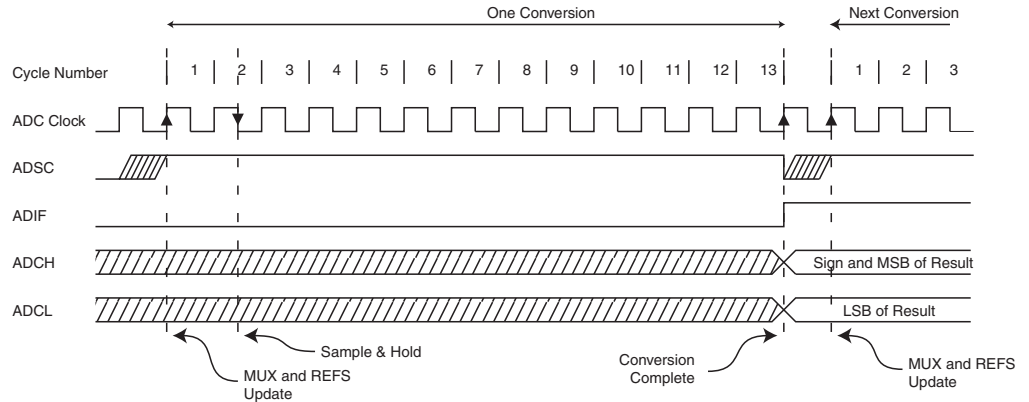 One Conversion Next Conversion
Cycle Number 1 2 3 4 5 6 7 8 9 10 11 12 13 1 2 3
ADC Clock
ADSC
ADIF
ADCH Sign and MSB of Result
ADCL LSB of Result
Sample & Hold
MUX and REFS
Update
Conversion
Complete
MUX and REFS
Update